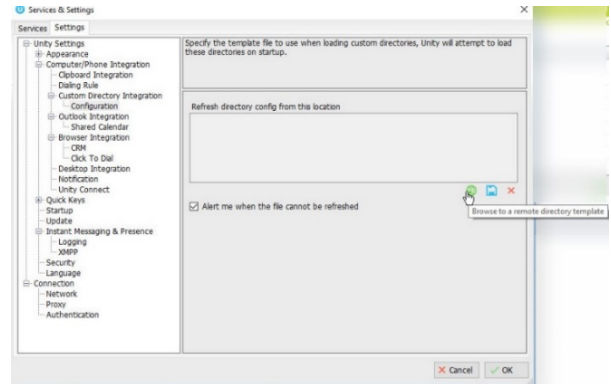 Services & Settings
Services
Settings
Unity Settings
Appearance
Computer/Phone Integration
Clipboard Integration
Dialing Rule
Custom Directory Integration
Configuration
Outlook Integration
Shared Calendar
Browser Integration
CRM
Click To Dial
Desktop Integration
Notification
Unity Connect
Quick Keys
Startup
Update
Instant Messaging & Presence
Logging
XMPP
Security
Language
Connection
Network
Proxy
Authentication
Specify the template file to use when loading custom directories, Unity will attempt to load
these directories on startup.
Refresh directory config from this location
Browse to a remote directory template
Alert me when the file cannot be refreshed
Cancel
OK